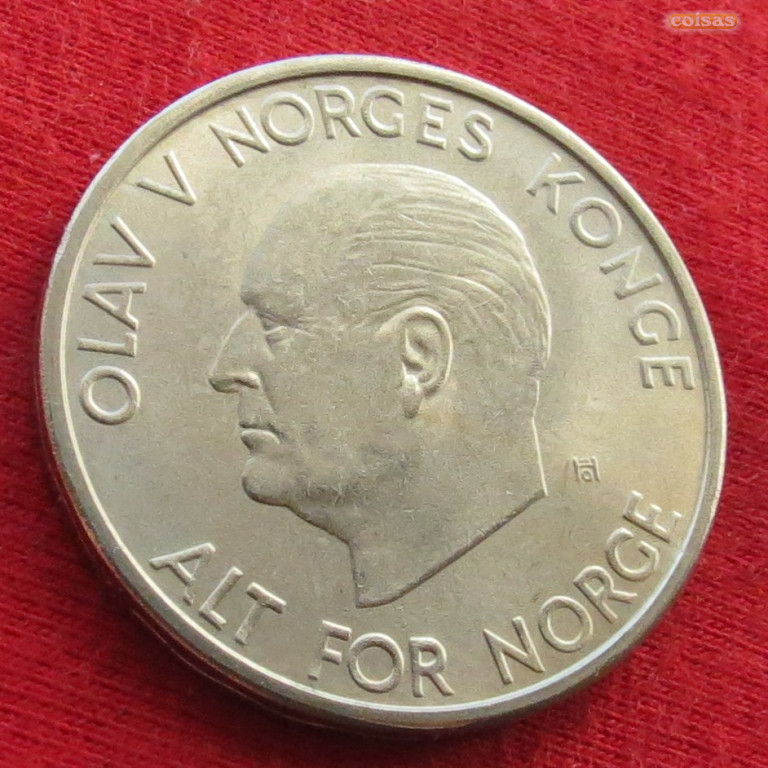 coisas
OLAV V NORGES KONGE
ALT FOR NORGE